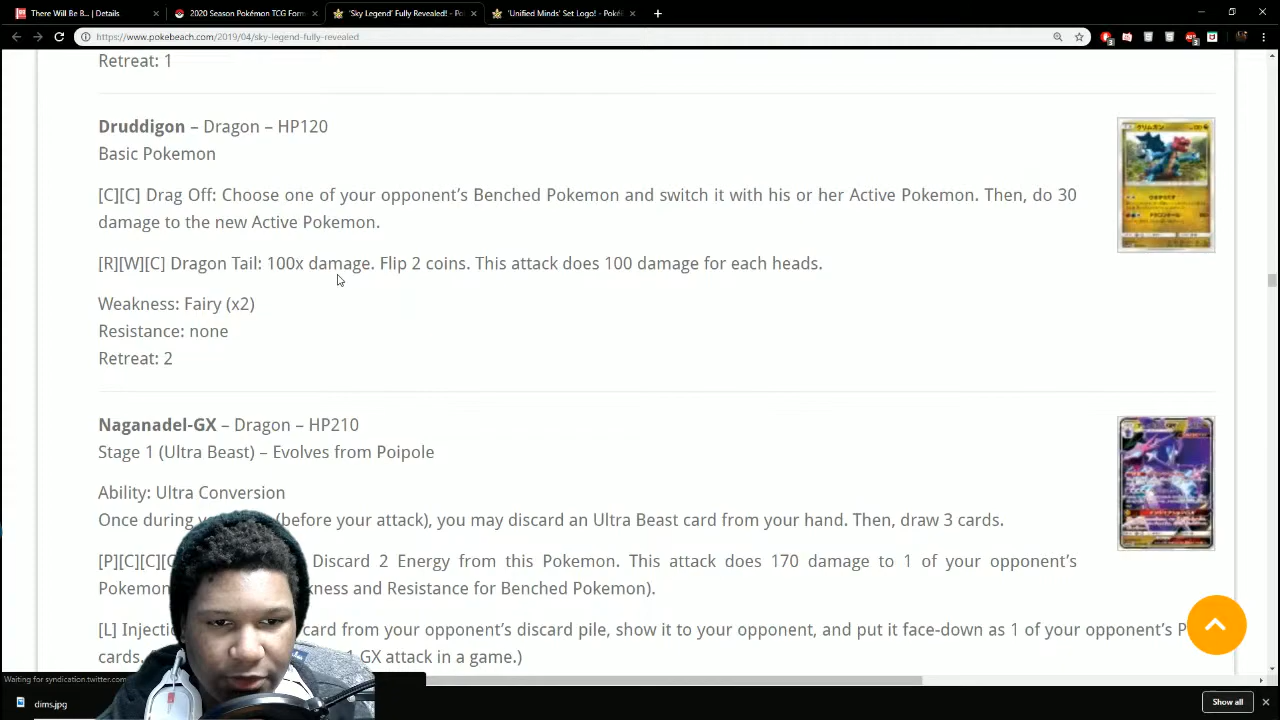 There Will Be B... | Details
2020 Season Pokémon TCG Form
'Sky Legend' Fully Revealed! - Po
'Unified Minds' Set Logo! - Poké
https://www.pokebeach.com/2019/04/sky-legend-fully-revealed
Retreat: 1
Druddigon – Dragon – HP120
Basic Pokemon
[C][C] Drag Off: Choose one of your opponent's Benched Pokemon and switch it with his or her Active Pokemon. Then, do 30
damage to the new Active Pokemon.
[R][W][C] Dragon Tail: 100x damage. Flip 2 coins. This attack does 100 damage for each heads.
Weakness: Fairy (x2)
Resistance: none
Retreat: 2
Naganadel-GX – Dragon – HP210
Stage 1 (Ultra Beast) – Evolves from Poipole
Ability: Ultra Conversion
Once during y (before your attack), you may discard an Ultra Beast card from your hand. Then, draw 3 cards.
[P][C][C][C Discard 2 Energy from this Pokemon. This attack does 170 damage to 1 of your opponent's
Pokemon kness and Resistance for Benched Pokemon).
[L] Injectio card from your opponent's discard pile, show it to your opponent, and put it face-down as 1 of your opponent's P
cards. 1 GX attack in a game.)
Waiting for syndication.twitter.com
dims.jpg
Show all